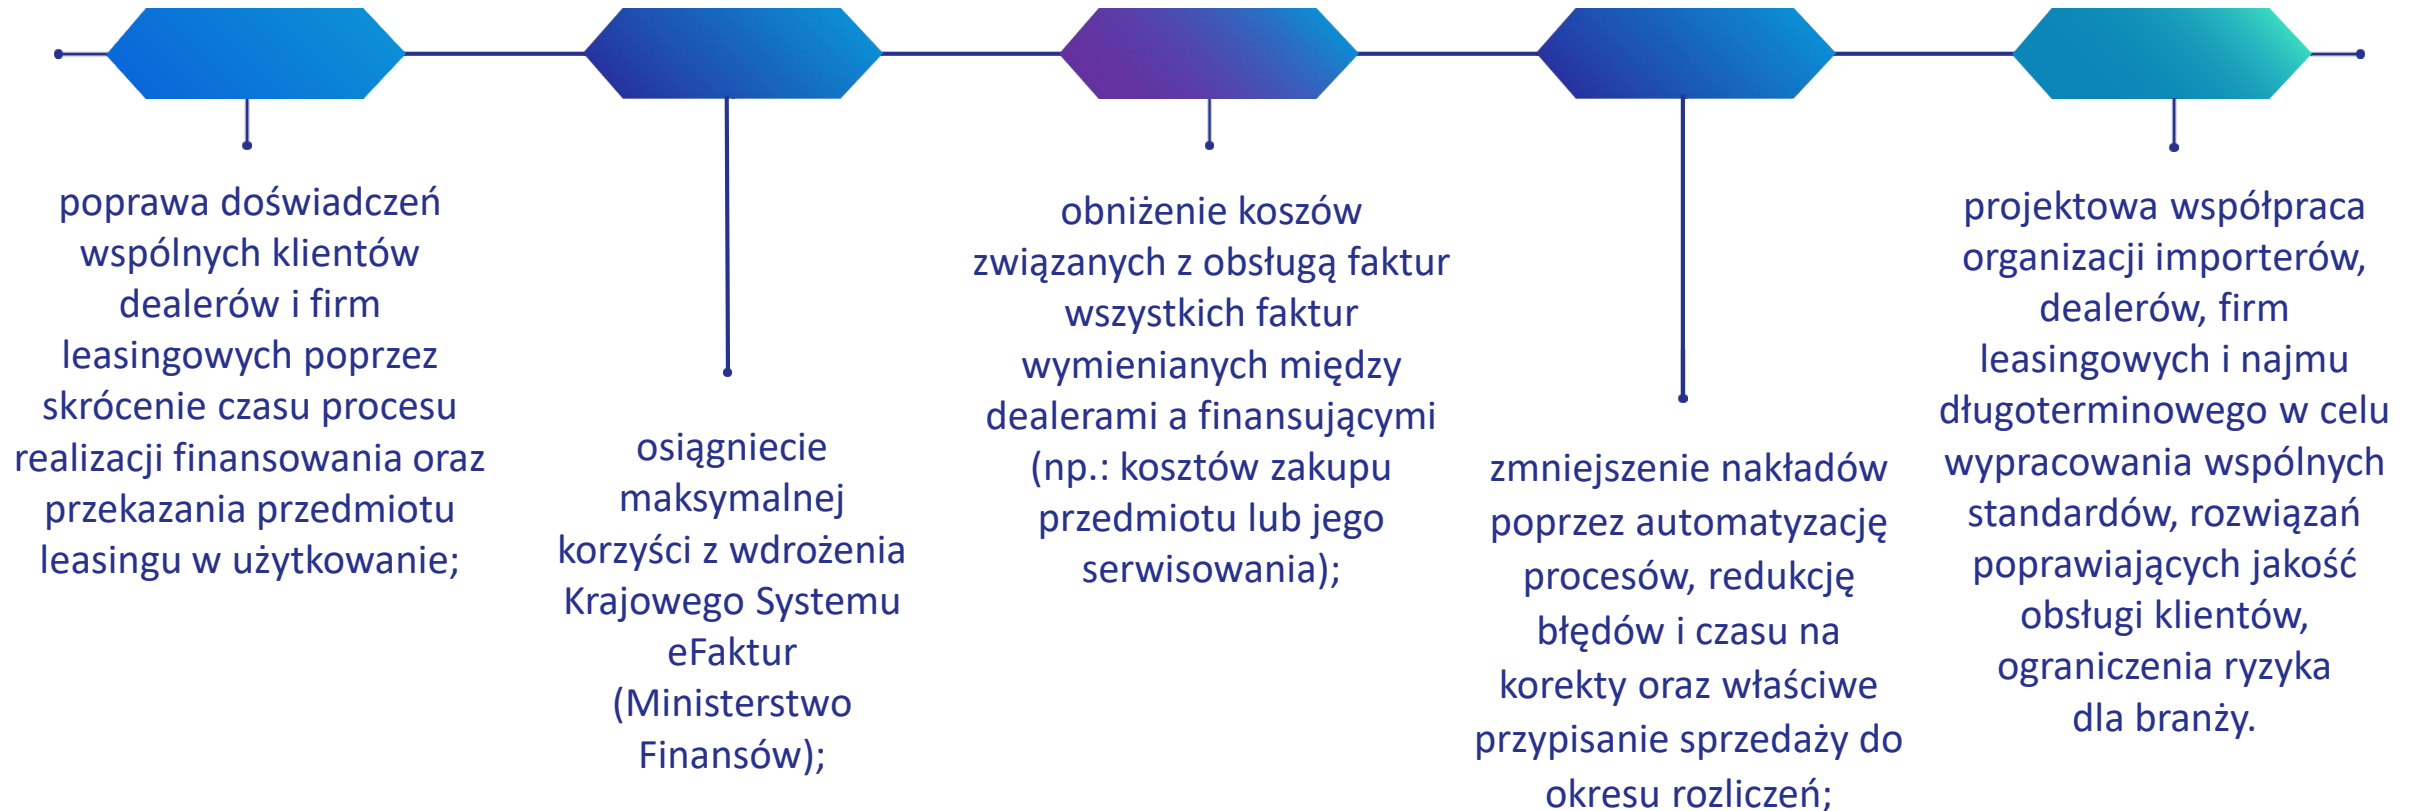 poprawa doświadczeń
wspólnych klientów
dealerów i firm
leasingowych poprzez
skrócenie czasu procesu
realizacji finansowania oraz
przekazania przedmiotu
leasingu w użytkowanie;
osiągniecie
maksymalnej
korzyści z wdrożenia
Krajowego Systemu
eFaktur
(Ministerstwo
Finansów);
obniżenie koszów
związanych z obsługą faktur
wszystkich faktur
wymienianych między
dealerami a finansującymi
(np.: kosztów zakupu
przedmiotu lub jego
serwisowania);
zmniejszenie nakładów
poprzez automatyzację
procesów, redukcję
błędów i czasu na
korekty oraz właściwe
przypisanie sprzedaży do
okresu rozliczeń;
projektowa współpraca
organizacji importerów,
dealerów, firm
leasingowych i najmu
długoterminowego w celu
wypracowania wspólnych
standardów, rozwiązań
poprawiających jakość
obsługi klientów,
ograniczenia ryzyka
dla branży.